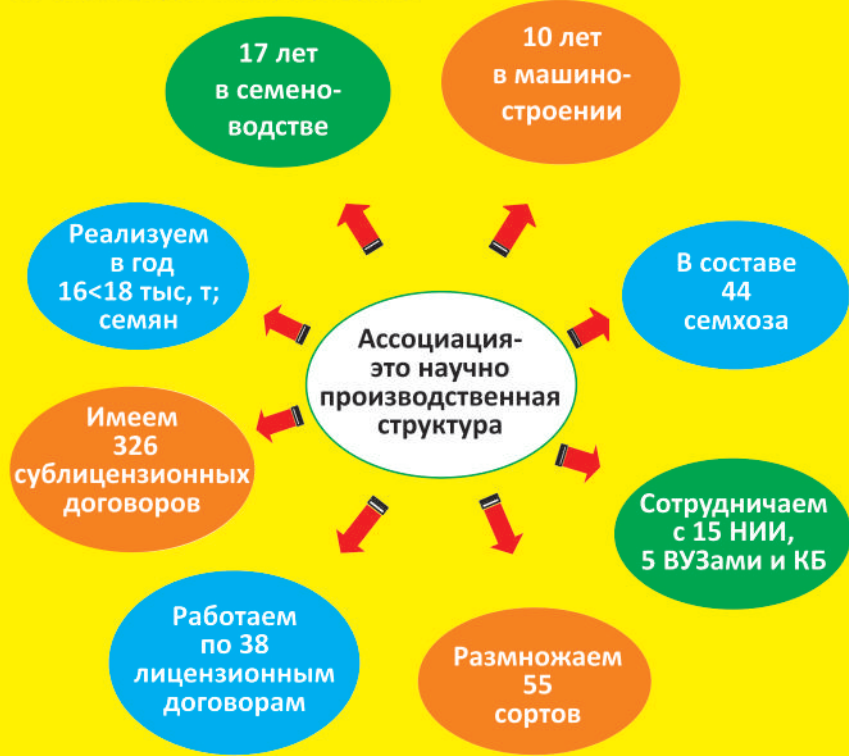 17 лет
в семено-
водстве
10 лет
в машино-
строении
Реализуем
в год
16<18 тыс, т;
семян
В составе
44
семхоза
Ассоциация-
это научно
производственная
структура
Имеем
326
сублицензионных
договоров
Сотрудничаем
с 15 НИИ,
5 ВУЗами и КБ
Работаем
по 38
лицензионным
договорам
Размножаем
55
сортов